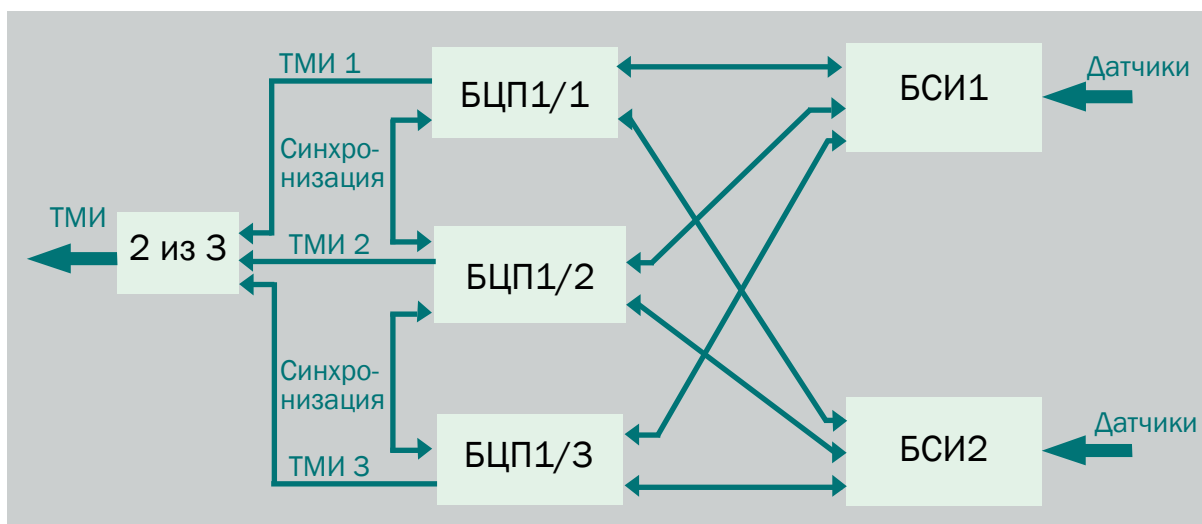 ТМИ 1
БЦП1/1
БСИ1
Датчики
Синхро-
низация
ТМИ
2 из 3
ТМИ 2
БЦП1/2
Синхро-
низация
ТМИ 3
БЦП1/3
БСИ2
Датчики